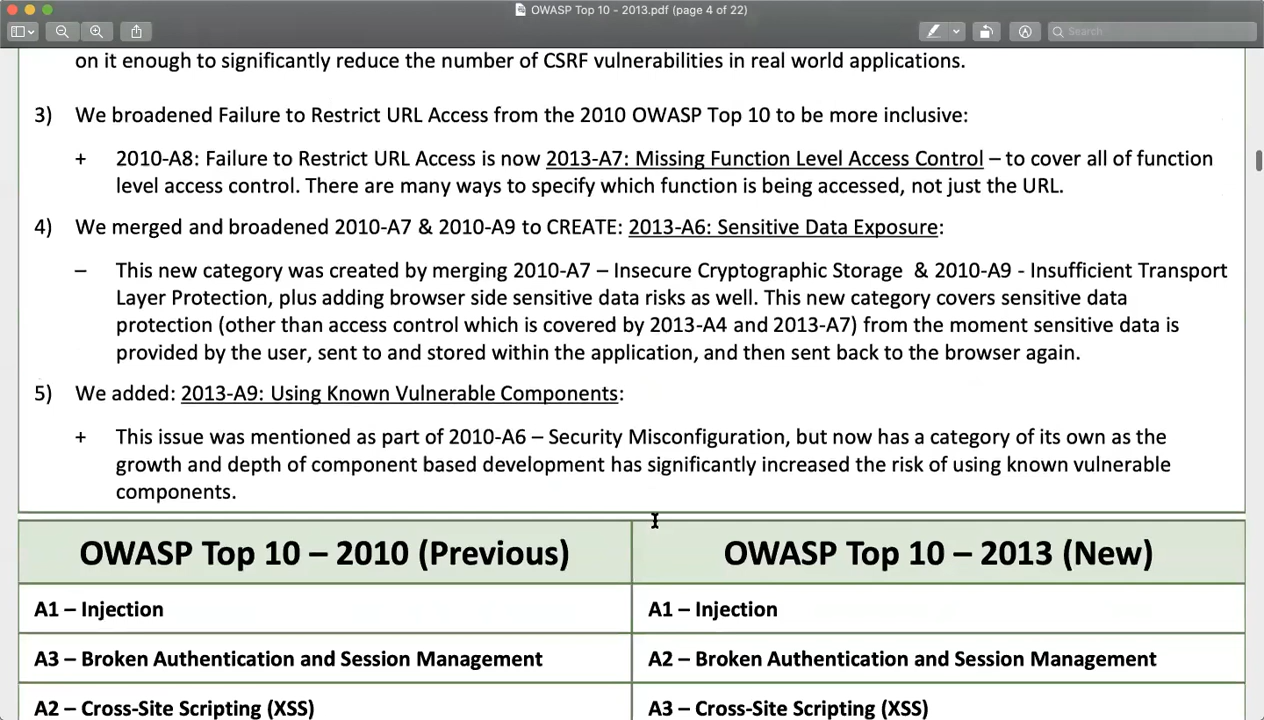 OWASP Top 10 - 2013.pdf (page 4 of 22)
Search
on it enough to significantly reduce the number of CSRF vulnerabilities in real world applications.
3) We broadened Failure to Restrict URL Access from the 2010 OWASP Top 10 to be more inclusive:
+ 2010-A8: Failure to Restrict URL Access is now 2013-A7: Missing Function Level Access Control – to cover all of function
level access control. There are many ways to specify which function is being accessed, not just the URL.
4) We merged and broadened 2010-A7 & 2010-A9 to CREATE: 2013-A6: Sensitive Data Exposure:
– This new category was created by merging 2010-A7 – Insecure Cryptographic Storage & 2010-A9 - Insufficient Transport
Layer Protection, plus adding browser side sensitive data risks as well. This new category covers sensitive data
protection (other than access control which is covered by 2013-A4 and 2013-A7) from the moment sensitive data is
provided by the user, sent to and stored within the application, and then sent back to the browser again.
5) We added: 2013-A9: Using Known Vulnerable Components:
+ This issue was mentioned as part of 2010-A6 – Security Misconfiguration, but now has a category of its own as the
growth and depth of component based development has significantly increased the risk of using known vulnerable
components.
OWASP Top 10 – 2010 (Previous) OWASP Top 10 – 2013 (New)
A1 – Injection A1 – Injection
A3 – Broken Authentication and Session Management A2 – Broken Authentication and Session Management
A2 – Cross-Site Scripting (XSS) A3 – Cross-Site Scripting (XSS)